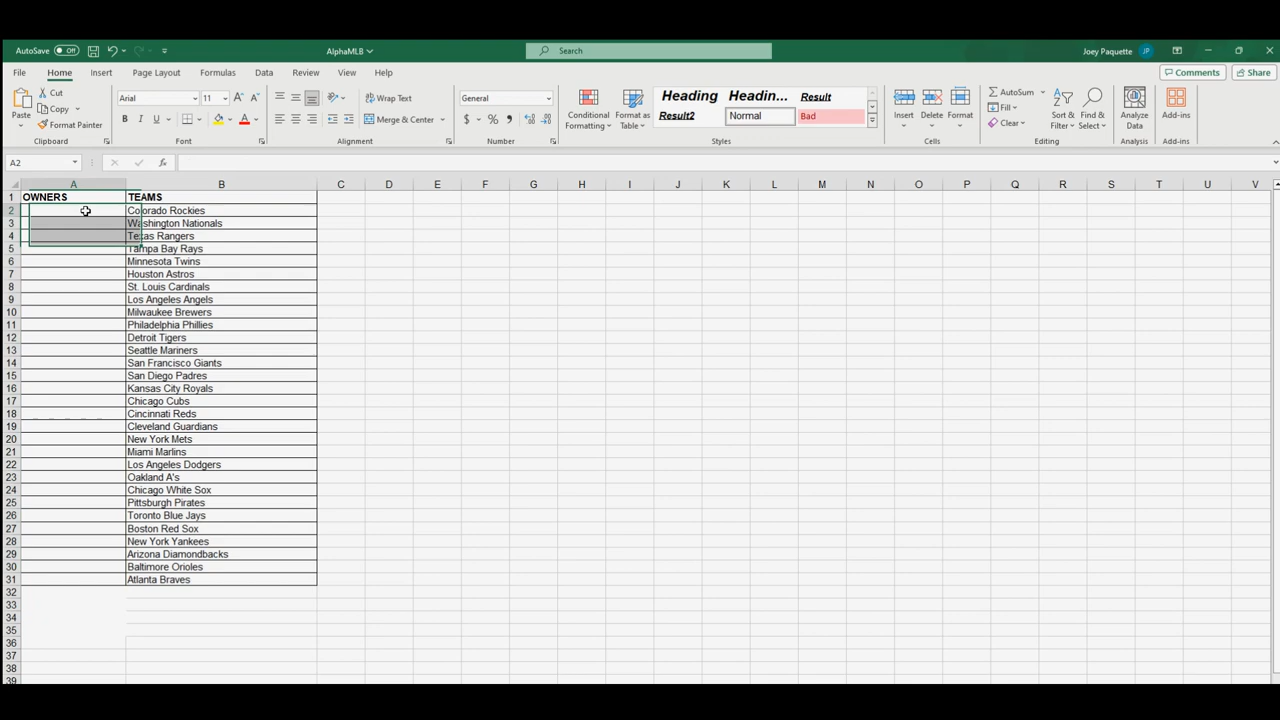 AutoSave Off AlphaMLB Search Joey Paquette JP
File Home Insert Page Layout Formulas Data Review View Help Comments Share
Paste Cut Copy Format Painter Clipboard
Arial 11 B I U A Font
Wrap Text Merge & Center Alignment
General $ % Number
Conditional Formatting Format as Table
Heading Headin... Result
Result2 Normal Bad
Styles
Insert Delete Format Cells
AutoSum Fill Clear Sort & Filter Find & Select Editing
Analyze Data Analysis
Add-ins Add-ins
A2 fx
A B C D E F G H I J K L M N O P Q R S T U V
1 OWNERS TEAMS
2 Colorado Rockies
3 Washington Nationals
4 Texas Rangers
5 Tampa Bay Rays
6 Minnesota Twins
7 Houston Astros
8 St. Louis Cardinals
9 Los Angeles Angels
10 Milwaukee Brewers
11 Philadelphia Phillies
12 Detroit Tigers
13 Seattle Mariners
14 San Francisco Giants
15 San Diego Padres
16 Kansas City Royals
17 Chicago Cubs
18 Cincinnati Reds
19 Cleveland Guardians
20 New York Mets
21 Miami Marlins
22 Los Angeles Dodgers
23 Oakland A's
24 Chicago White Sox
25 Pittsburgh Pirates
26 Toronto Blue Jays
27 Boston Red Sox
28 New York Yankees
29 Arizona Diamondbacks
30 Baltimore Orioles
31 Atlanta Braves
32
33
34
35
36
37
38
39